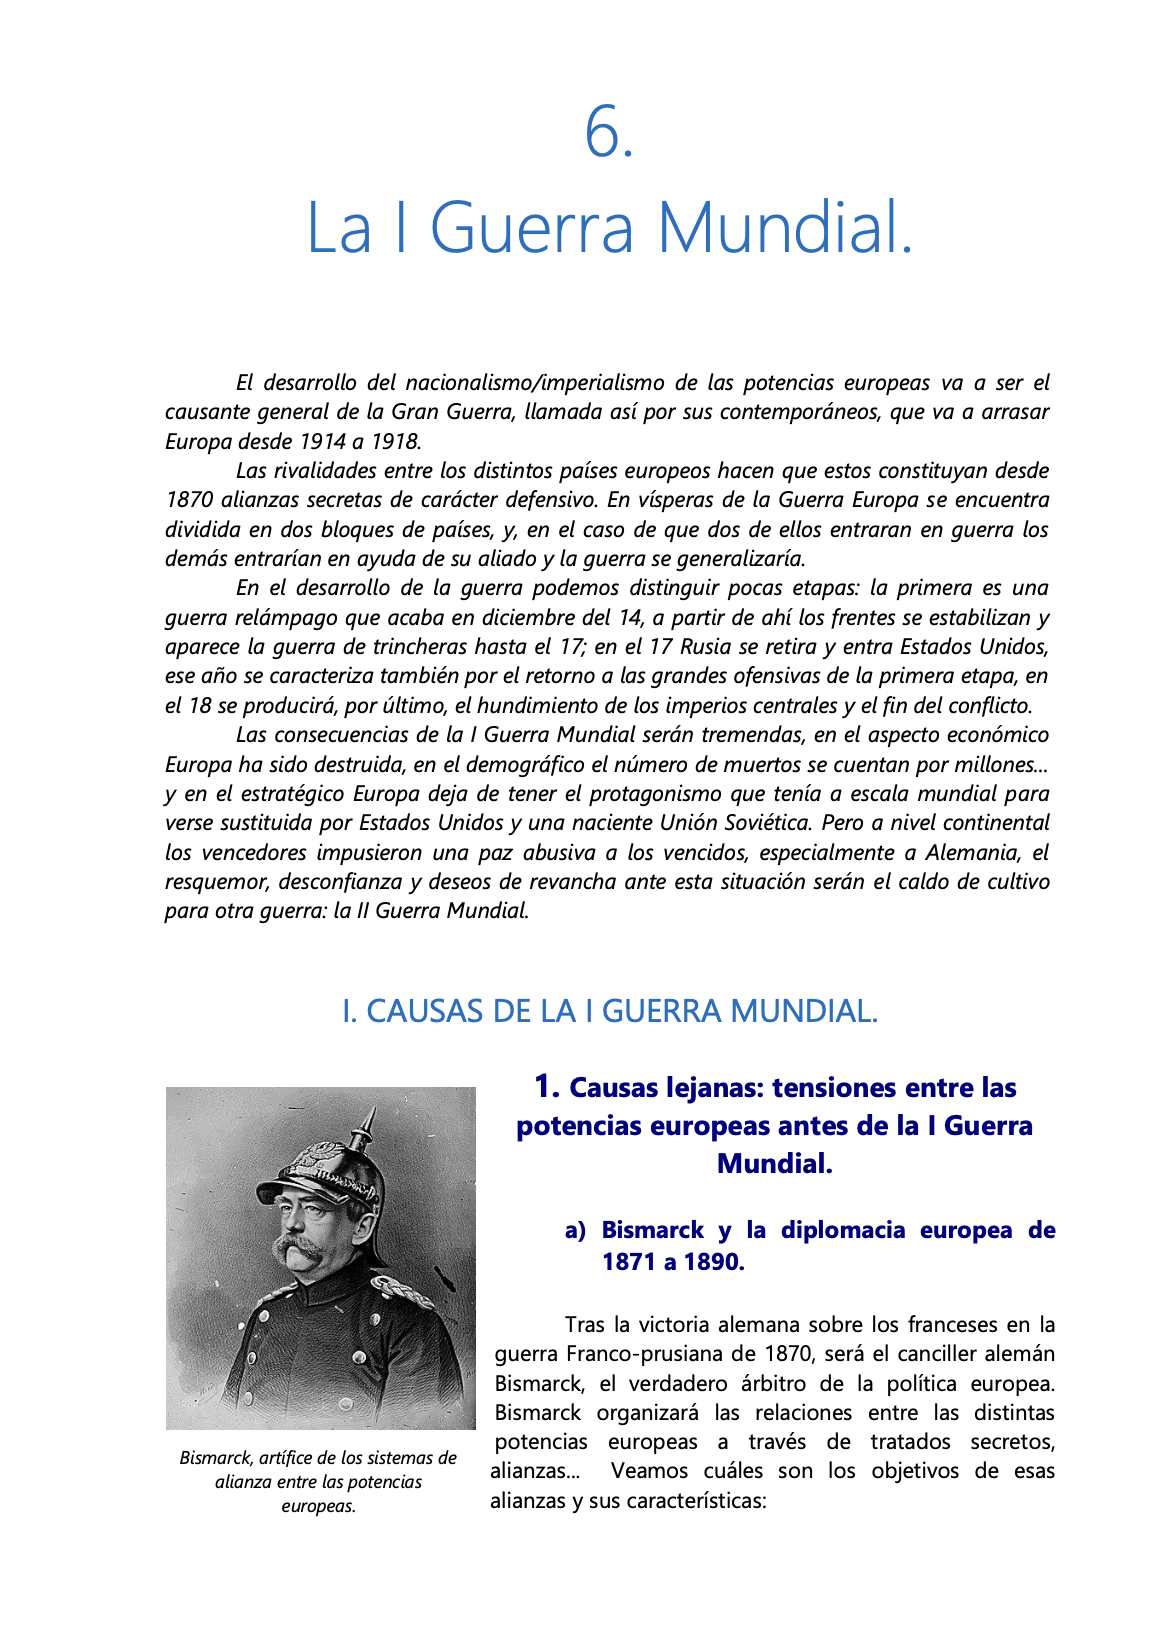 6.
La I Guerra Mundial.
El desarrollo del nacionalismo/imperialismo de las potencias europeas va a ser el
causante general de la Gran Guerra, llamada así por sus contemporáneos, que va a arrasar
Europa desde 1914 a 1918.
Las rivalidades entre los distintos países europeos hacen que estos constituyan desde
1870 alianzas secretas de carácter defensivo. En vísperas de la Guerra Europa se encuentra
dividida en dos bloques de países, y, en el caso de que dos de ellos entraran en guerra los
demás entrarían en ayuda de su aliado y la guerra se generalizaría.
En el desarrollo de la guerra podemos distinguir pocas etapas: la primera es una
guerra relámpago que acaba en diciembre del 14, a partir de ahí los frentes se estabilizan y
aparece la guerra de trincheras hasta el 17; en el 17 Rusia se retira y entra Estados Unidos,
ese año se caracteriza también por el retorno a las grandes ofensivas de la primera etapa, en
el 18 se producirá, por último, el hundimiento de los imperios centrales y el fin del conflicto.
Las consecuencias de la I Guerra Mundial serán tremendas, en el aspecto económico
Europa ha sido destruida, en el demográfico el número de muertos se cuentan por millones...
y en el estratégico Europa deja de tener el protagonismo que tenía a escala mundial para
verse sustituida por Estados Unidos y una naciente Unión Soviética. Pero a nivel continental
los vencedores impusieron una paz abusiva a los vencidos, especialmente a Alemania, el
resquemor, desconfianza y deseos de revancha ante esta situación serán el caldo de cultivo
para otra guerra: la II Guerra Mundial.
I. CAUSAS DE LA I GUERRA MUNDIAL.
1. Causas lejanas: tensiones entre las
potencias europeas antes de la I Guerra
Mundial.
a) Bismarck y la diplomacia europea de
1871 a 1890.
Tras la victoria alemana sobre los franceses en la
guerra Franco-prusiana de 1870, será el canciller alemán
Bismarck, el verdadero árbitro de la política europea.
Bismarck organizará las relaciones entre las distintas
potencias europeas a través de tratados secretos,
alianzas... Veamos cuáles son los objetivos de esas
alianzas y sus características:
Bismarck, artífice de los sistemas de
alianza entre las potencias
europeas.